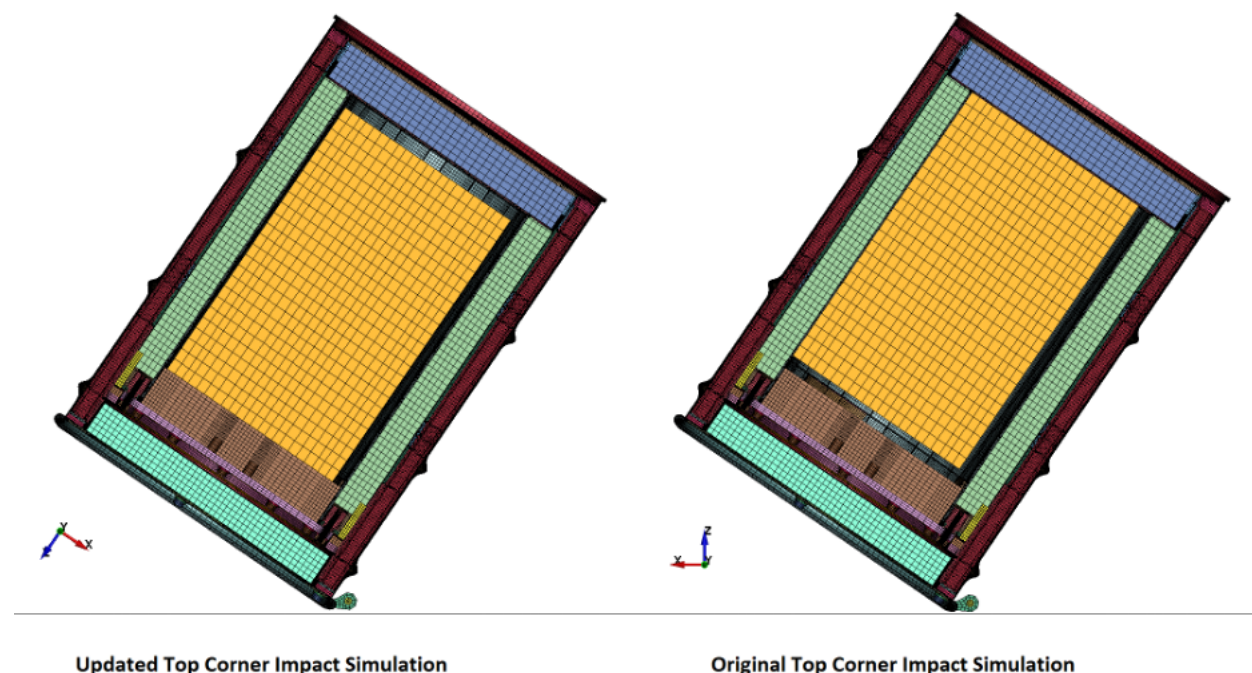 Y
X
Z
Z
X
Y
Updated Top Corner Impact Simulation
Original Top Corner Impact Simulation